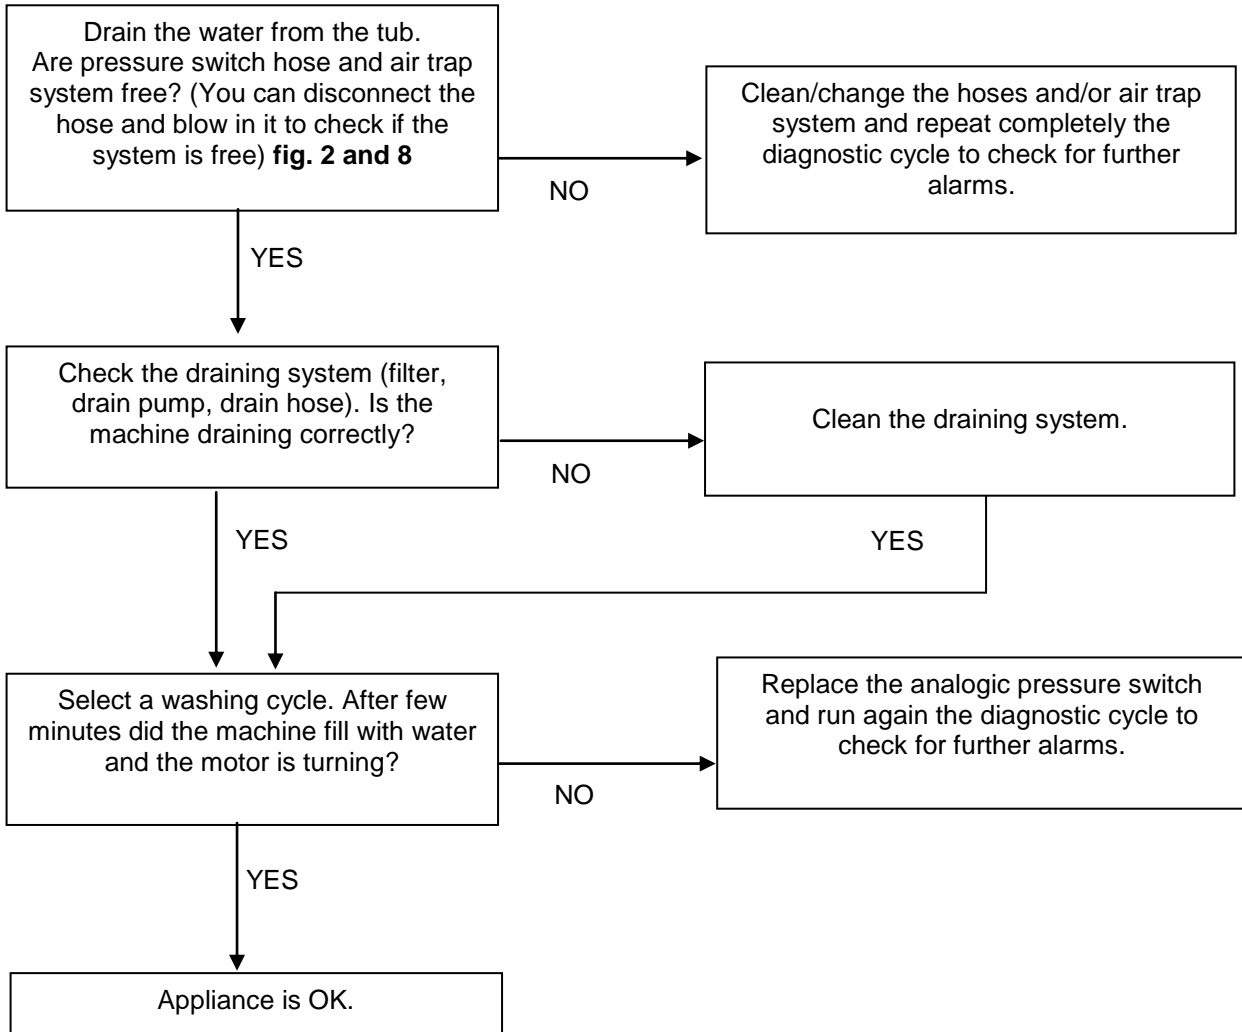 Drain the water from the tub.
Are pressure switch hose and air trap
system free? (You can disconnect the
hose and blow in it to check if the
system is free) fig. 2 and 8
NO
Clean/change the hoses and/or air trap
system and repeat completely the
diagnostic cycle to check for further
alarms.
YES
Check the draining system (filter,
drain pump, drain hose). Is the
machine draining correctly?
NO
Clean the draining system.
YES
YES
Select a washing cycle. After few
minutes did the machine fill with water
and the motor is turning?
NO
Replace the analogic pressure switch
and run again the diagnostic cycle to
check for further alarms.
YES
Appliance is OK.